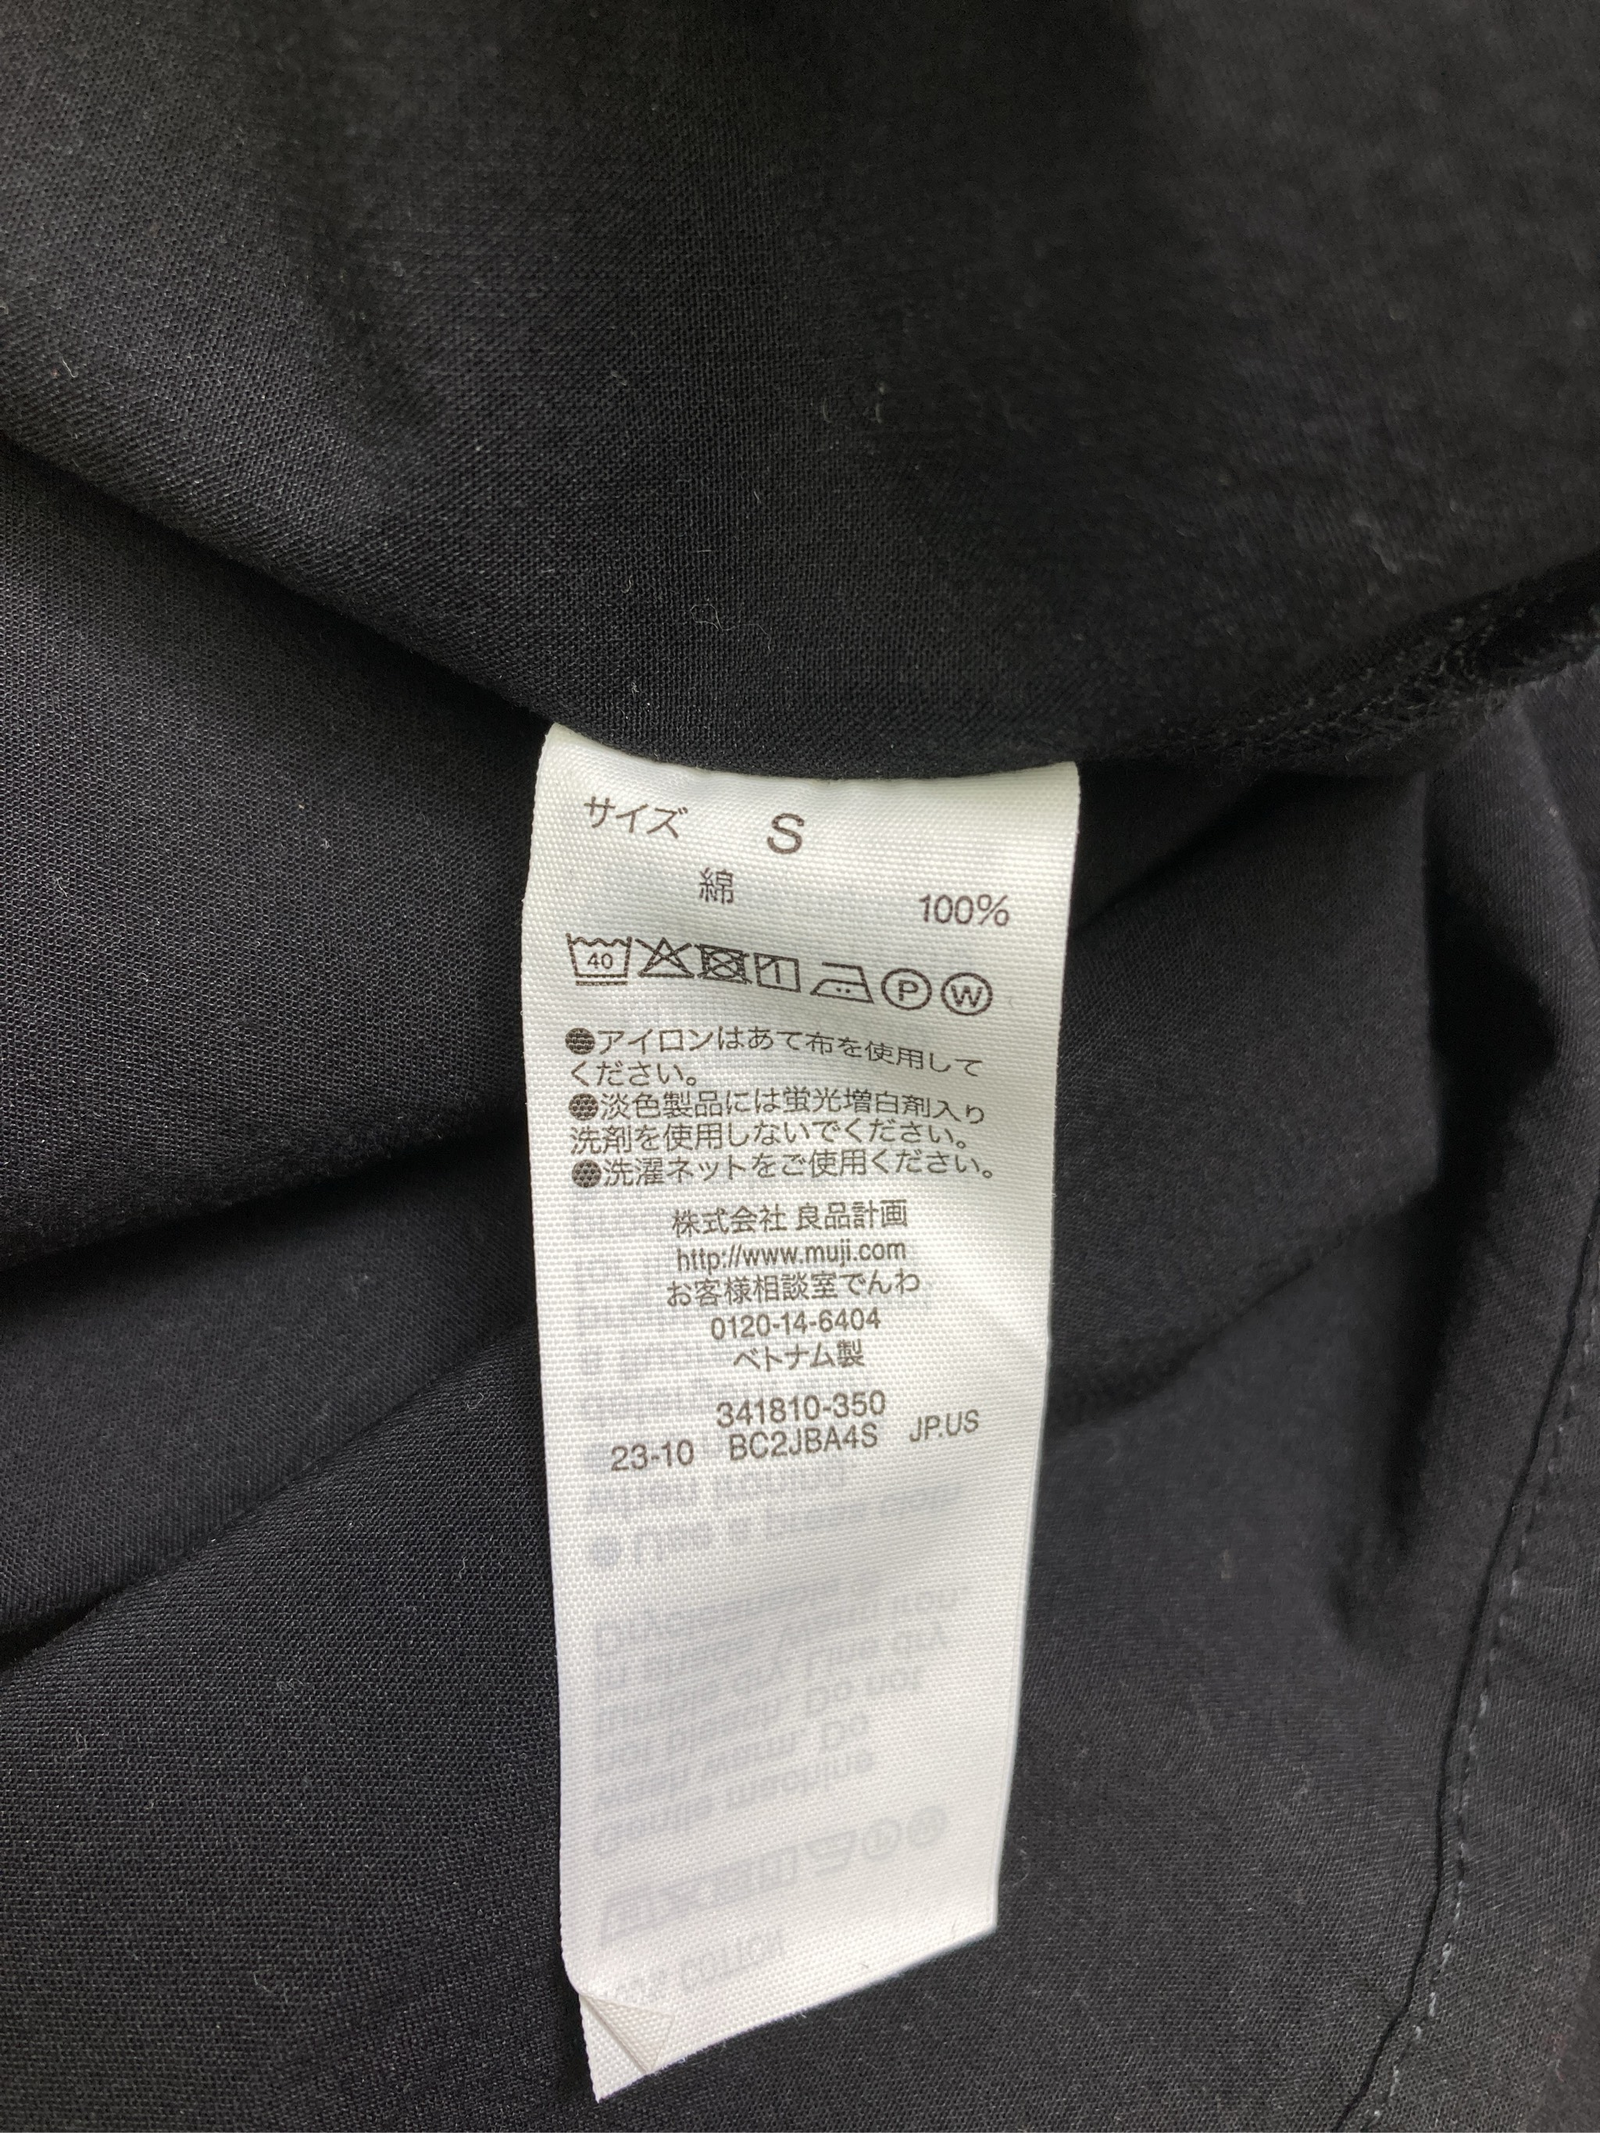 サイズ S
綿 100%
40 P W
●アイロンはあて布を使用して
ください。
●淡色製品には蛍光増白剤入り
洗剤を使用しないでください。
●洗濯ネットをご使用ください。
株式会社 良品計画
http://www.muji.com
お客様相談室でんわ
0120-14-6404
ベトナム製
341810-350
23-10 BC2JBA4S JP.US